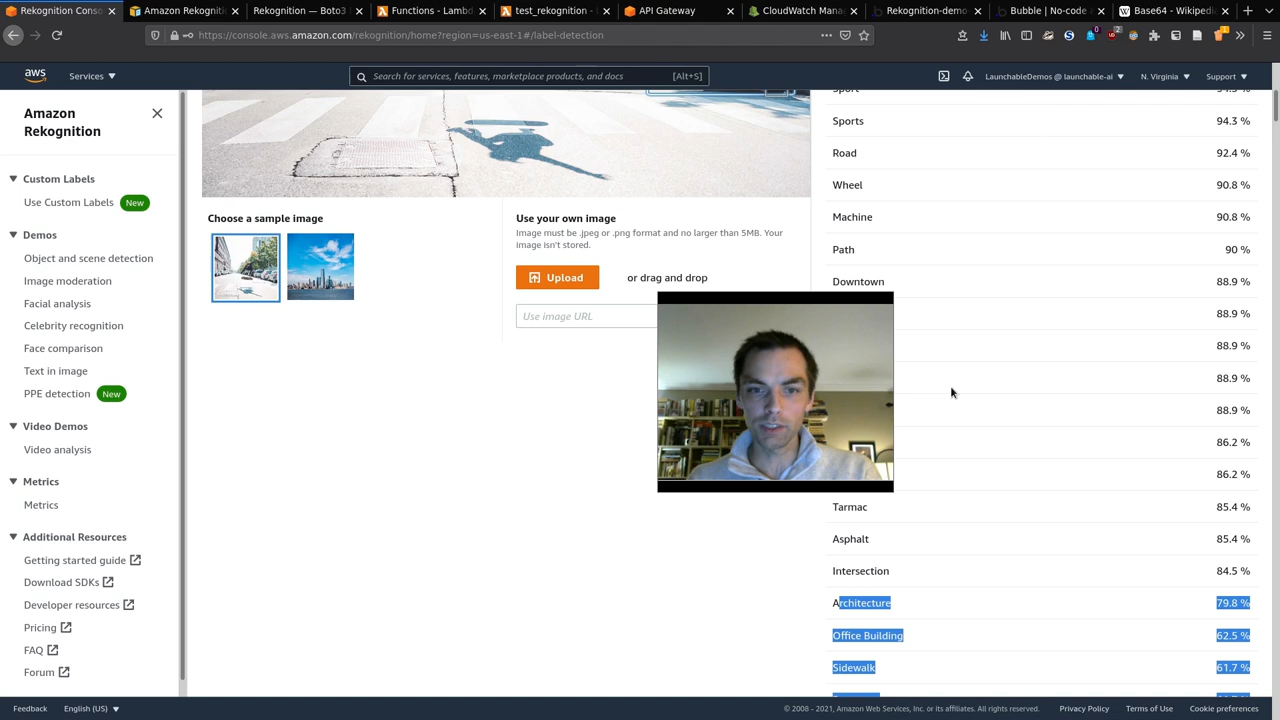 Rekognition Consol
Amazon Rekogniti
Rekognition — Boto3
Functions - Lambd
test_rekognition - L
API Gateway
CloudWatch Mana
Rekognition-demo
Bubble | No-code
Base64 - Wikipedia
https://console.aws.amazon.com/rekognition/home?region=us-east-1#/label-detection
aws
Services
Search for services, features, marketplace products, and docs
[Alt+S]
LaunchableDemos @ launchable-ai
N. Virginia
Support
Amazon
Rekognition
Custom Labels
Use Custom Labels New
Demos
Object and scene detection
Image moderation
Facial analysis
Celebrity recognition
Face comparison
Text in image
PPE detection New
Video Demos
Video analysis
Metrics
Metrics
Additional Resources
Getting started guide
Download SDKs
Developer resources
Pricing
FAQ
Forum
Choose a sample image
Use your own image
Image must be .jpeg or .png format and no larger than 5MB. Your
image isn't stored.
Upload
or drag and drop
Use image URL
Sports 94.3 %
Road 92.4 %
Wheel 90.8 %
Machine 90.8 %
Path 90 %
Downtown 88.9 %
88.9 %
88.9 %
88.9 %
88.9 %
86.2 %
86.2 %
Tarmac 85.4 %
Asphalt 85.4 %
Intersection 84.5 %
Architecture 79.8 %
Office Building 62.5 %
Sidewalk 61.7 %
Feedback
English (US)
© 2008 - 2021, Amazon Web Services, Inc. or its affiliates. All rights reserved.
Privacy Policy
Terms of Use
Cookie preferences